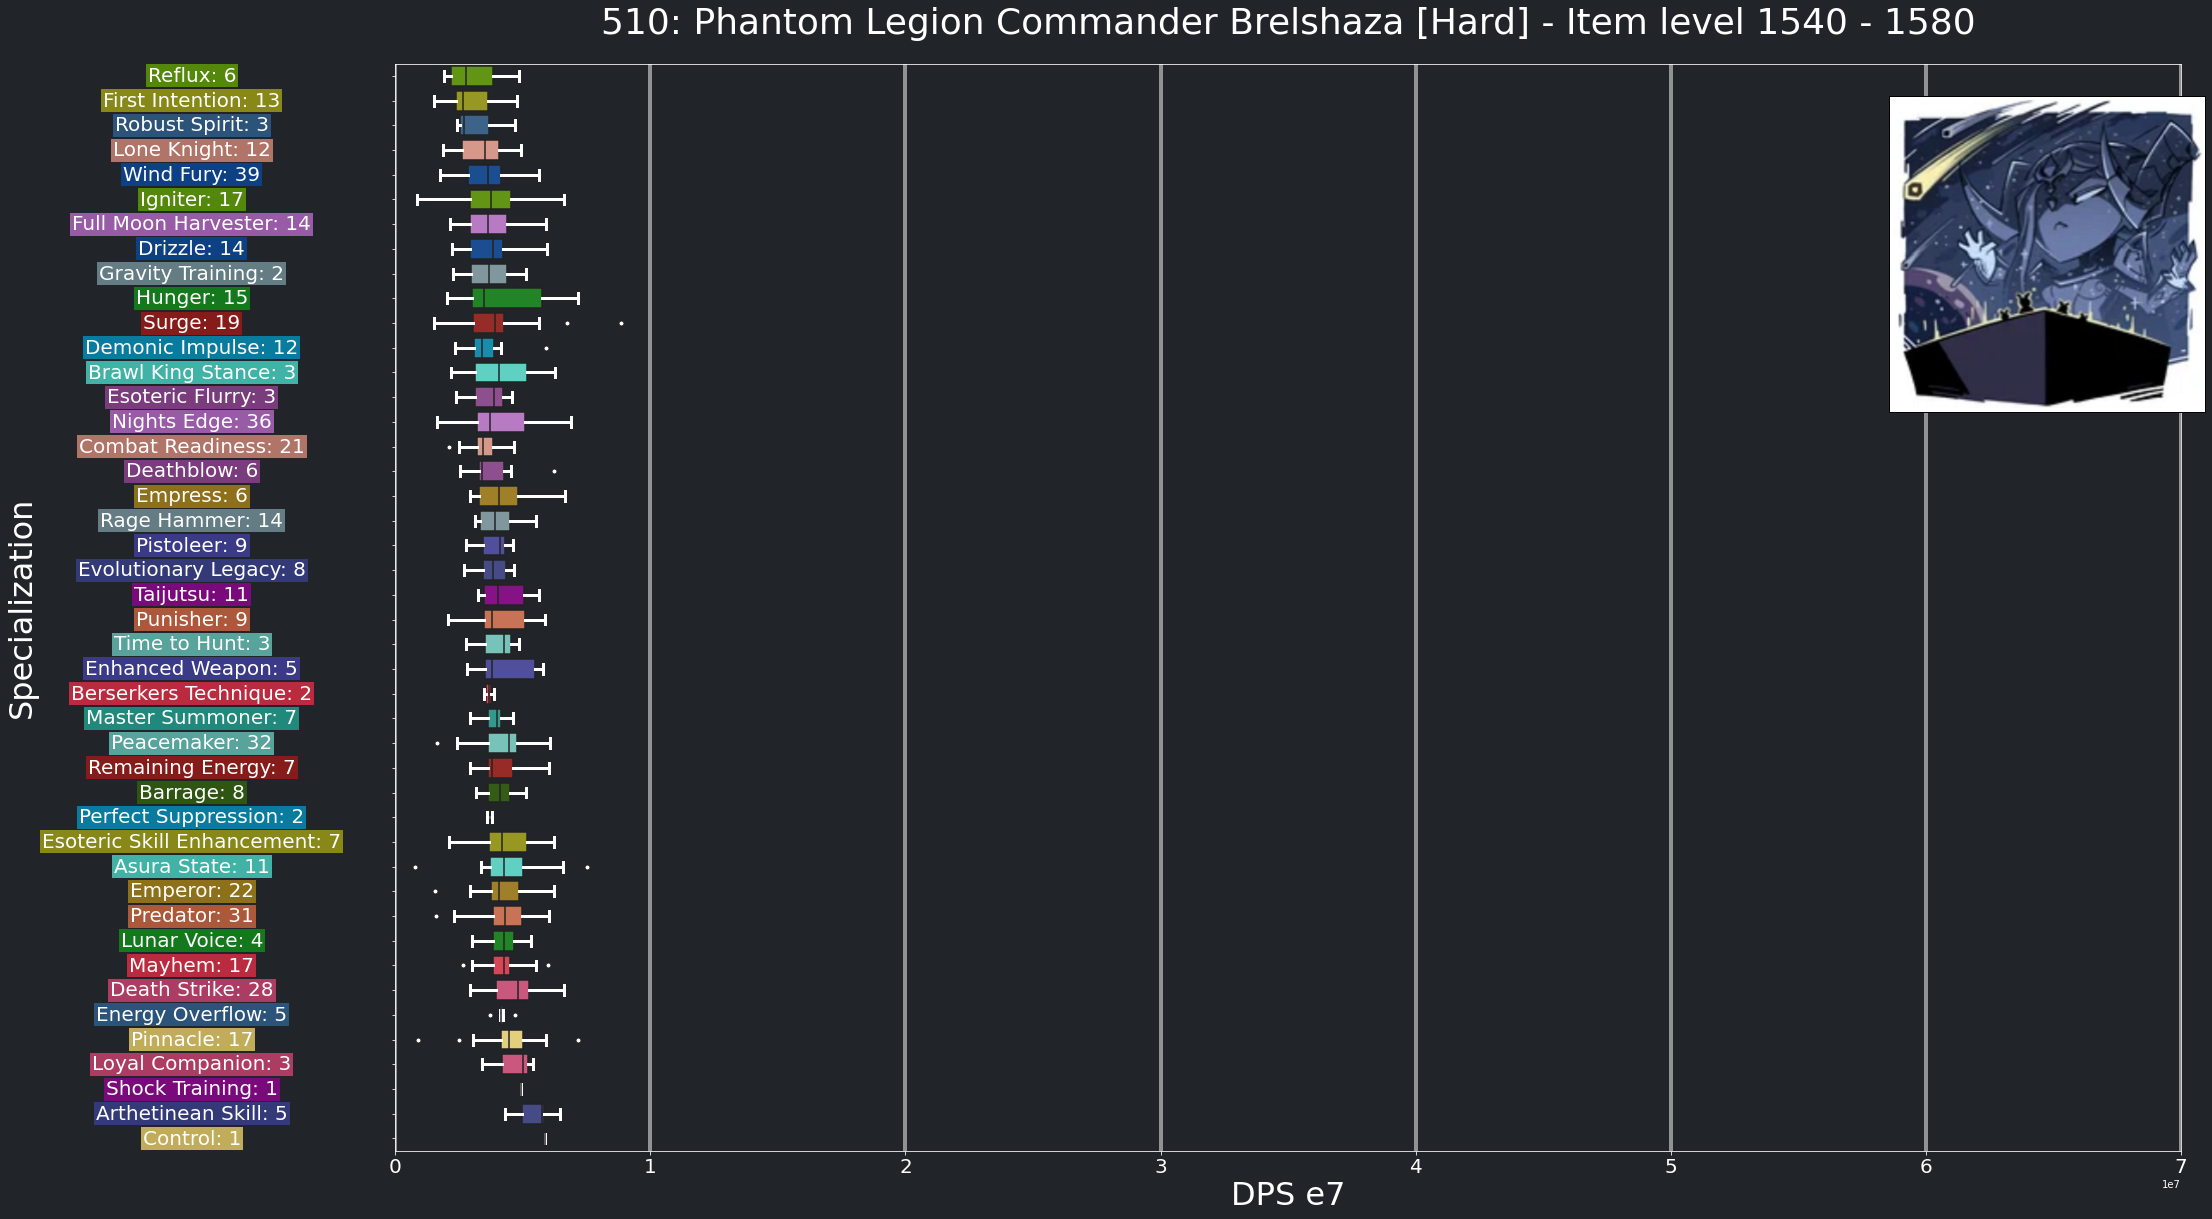 510: Phantom Legion Commander Brelshaza [Hard] - Item level 1540 - 1580
Specialization
Reflux: 6
First Intention: 13
Robust Spirit: 3
Lone Knight: 12
Wind Fury: 39
Igniter: 17
Full Moon Harvester: 14
Drizzle: 14
Gravity Training: 2
Hunger: 15
Surge: 19
Demonic Impulse: 12
Brawl King Stance: 3
Esoteric Flurry: 3
Nights Edge: 36
Combat Readiness: 21
Deathblow: 6
Empress: 6
Rage Hammer: 14
Pistoleer: 9
Evolutionary Legacy: 8
Taijutsu: 11
Punisher: 9
Time to Hunt: 3
Enhanced Weapon: 5
Berserkers Technique: 2
Master Summoner: 7
Peacemaker: 32
Remaining Energy: 7
Barrage: 8
Perfect Suppression: 2
Esoteric Skill Enhancement: 7
Asura State: 11
Emperor: 22
Predator: 31
Lunar Voice: 4
Mayhem: 17
Death Strike: 28
Energy Overflow: 5
Pinnacle: 17
Loyal Companion: 3
Shock Training: 1
Arthetinean Skill: 5
Control: 1
0 1 2 3 4 5 6 7
1e7
DPS e7